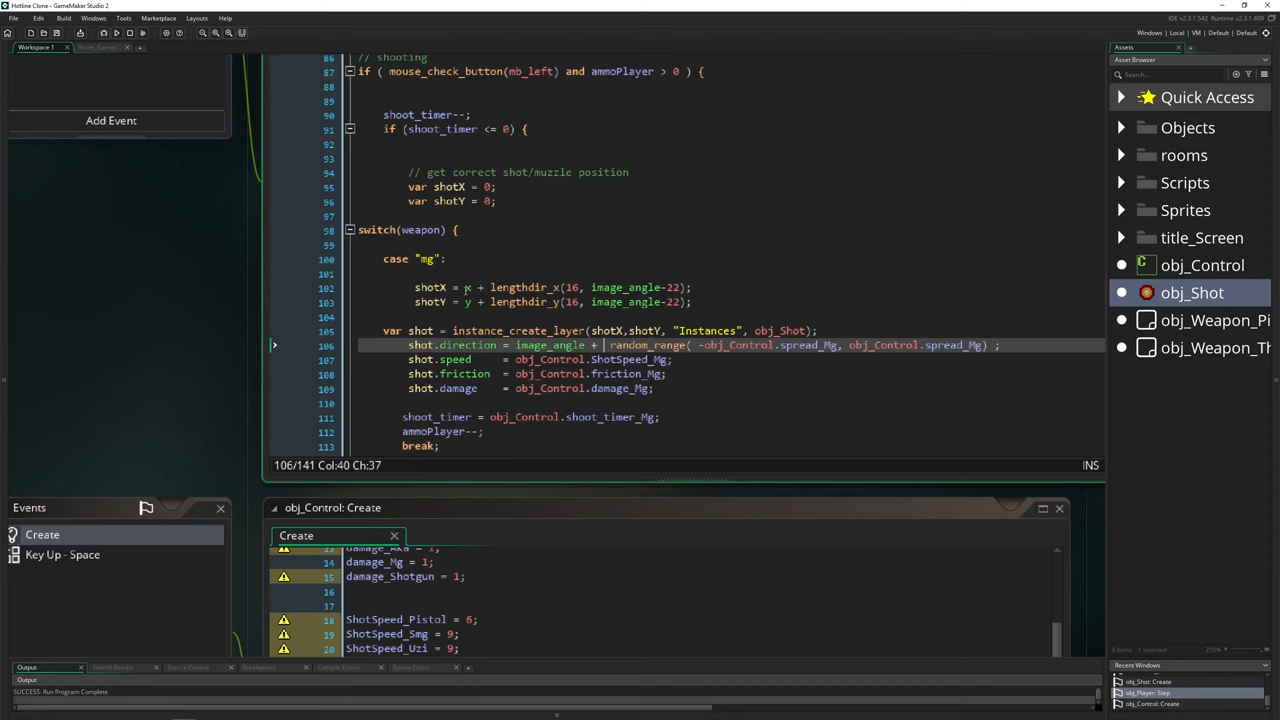 Hotline Clone - GameMaker Studio 2
File Edit Build Windows Tools Marketplace Layouts Help
IDE v2.3.1.542 Runtime v2.3.1.409
Windows | Local | VM | Default | Default
Workspace 1
Add Event
86 // shooting
87 if ( mouse_check_button(mb_left) and ammoPlayer > 0 ) {
88
89
90 shoot_timer--;
91 if (shoot_timer <= 0) {
92
93
94 // get correct shot/muzzle position
95 var shotX = 0;
96 var shotY = 0;
97
98 switch(weapon) {
99
100 case "mg":
101
102 shotX = x + lengthdir_x(16, image_angle-22);
103 shotY = y + lengthdir_y(16, image_angle-22);
104
105 var shot = instance_create_layer(shotX,shotY, "Instances", obj_Shot);
106 shot.direction = image_angle + random_range( -obj_Control.spread_Mg, obj_Control.spread_Mg) ;
107 shot.speed = obj_Control.ShotSpeed_Mg;
108 shot.friction = obj_Control.friction_Mg;
109 shot.damage = obj_Control.damage_Mg;
110
111 shoot_timer = obj_Control.shoot_timer_Mg;
112 ammoPlayer--;
113 break;
106/141 Col:40 Ch:37
INS
Events
Create
Key Up - Space
obj_Control: Create
Create
13 damage_Aka = 1;
14 damage_Mg = 1;
15 damage_Shotgun = 1;
16
17
18 ShotSpeed_Pistol = 6;
19 ShotSpeed_Smg = 9;
20 ShotSpeed_Uzi = 9;
Output Search Results Source Control Breakpoints Compile Errors Syntax Errors
Output
SUCCESS: Run Program Complete
Assets
Asset Browser
Search...
Quick Access
Objects
rooms
Scripts
Sprites
title_Screen
obj_Control
obj_Shot
obj_Weapon_Pi
obj_Weapon_Th
9 items 1 selected
250%
Recent Windows
obj_Shot: Create
obj_Player: Step
obj_Control: Create